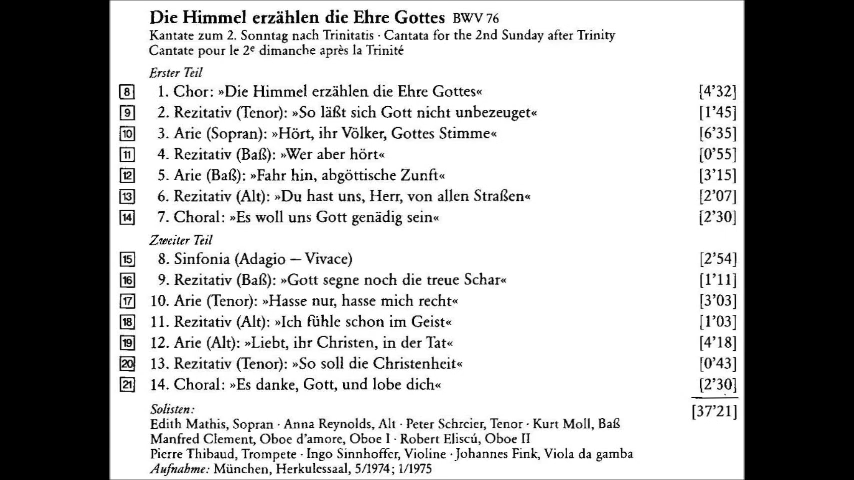 Die Himmel erzählen die Ehre Gottes BWV 76
Kantate zum 2. Sonntag nach Trinitatis · Cantata for the 2nd Sunday after Trinity
Cantate pour le 2e dimanche après la Trinité
Erster Teil
8 1. Chor: »Die Himmel erzählen die Ehre Gottes« [4'32]
9 2. Rezitativ (Tenor): »So läßt sich Gott nicht unbezeuget« [1'45]
10 3. Arie (Sopran): »Hört, ihr Völker, Gottes Stimme« [6'35]
11 4. Rezitativ (Baß): »Wer aber hört« [0'55]
12 5. Arie (Baß): »Fahr hin, abgöttische Zunft« [3'15]
13 6. Rezitativ (Alt): »Du hast uns, Herr, von allen Straßen« [2'07]
14 7. Choral: »Es woll uns Gott genädig sein« [2'30]
Zweiter Teil
15 8. Sinfonia (Adagio – Vivace) [2'54]
16 9. Rezitativ (Baß): »Gott segne noch die treue Schar« [1'11]
17 10. Arie (Tenor): »Hasse nur, hasse mich recht« [3'03]
18 11. Rezitativ (Alt): »Ich fühle schon im Geist« [1'03]
19 12. Arie (Alt): »Liebt, ihr Christen, in der Tat« [4'18]
20 13. Rezitativ (Tenor): »So soll die Christenheit« [0'43]
21 14. Choral: »Es danke, Gott, und lobe dich« [2'30]
Solisten: [37'21]
Edith Mathis, Sopran · Anna Reynolds, Alt · Peter Schreier, Tenor · Kurt Moll, Baß
Manfred Clement, Oboe d'amore, Oboe I · Robert Eliscú, Oboe II
Pierre Thibaud, Trompete · Ingo Sinnhoffer, Violine · Johannes Fink, Viola da gamba
Aufnahme: München, Herkulessaal, 5/1974; 1/1975